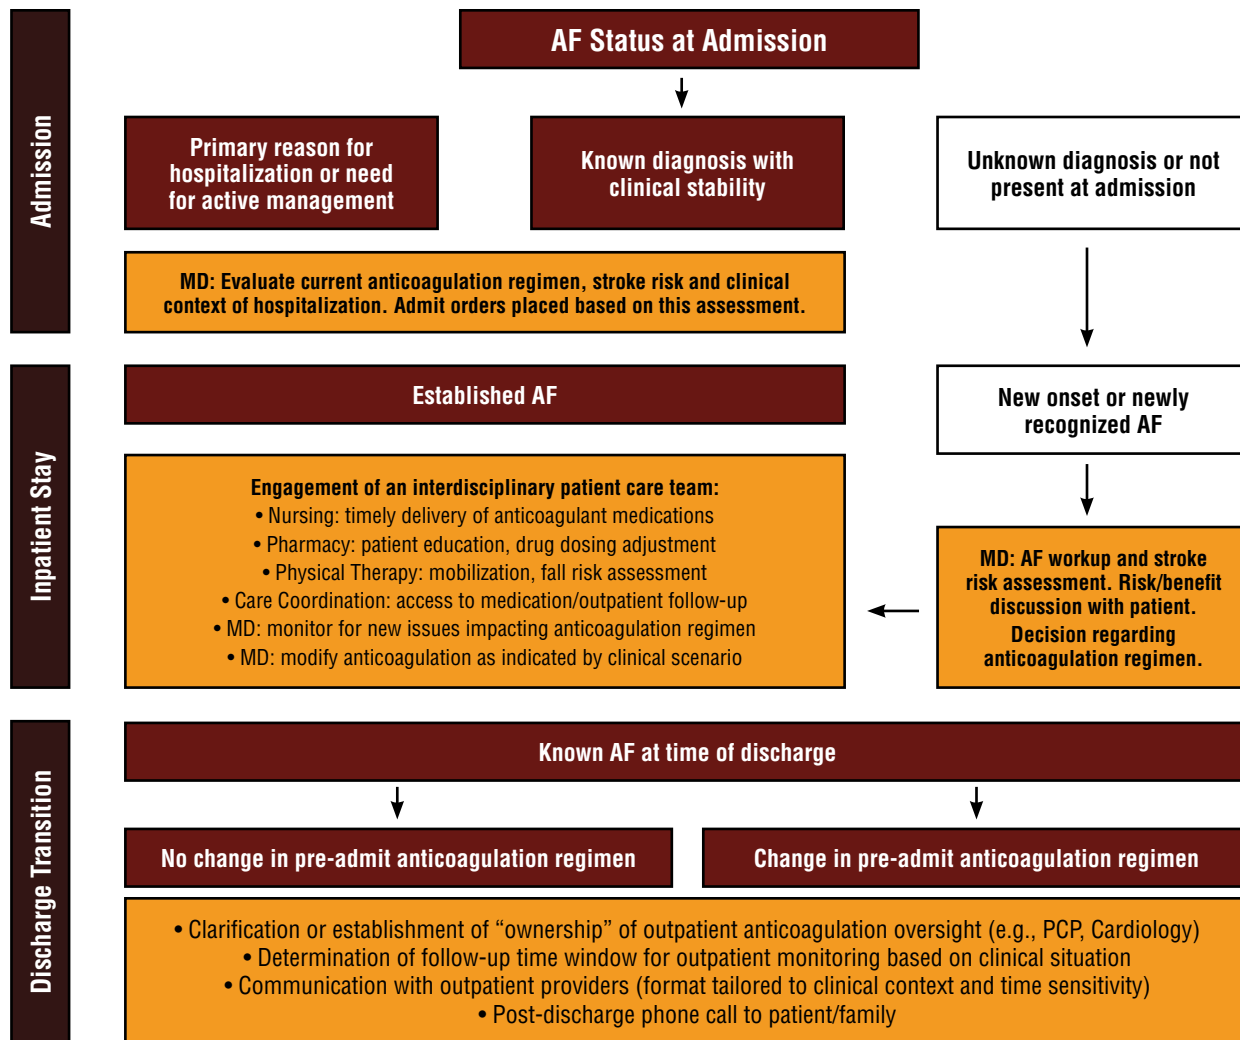 AF Status at Admission
Admission
Primary reason for
hospitalization or need
for active management
Known diagnosis with
clinical stability
Unknown diagnosis or not
present at admission
MD: Evaluate current anticoagulation regimen, stroke risk and clinical
context of hospitalization. Admit orders placed based on this assessment.
Inpatient Stay
Established AF
New onset or newly
recognized AF
Engagement of an interdisciplinary patient care team:
• Nursing: timely delivery of anticoagulant medications
• Pharmacy: patient education, drug dosing adjustment
• Physical Therapy: mobilization, fall risk assessment
• Care Coordination: access to medication/outpatient follow-up
• MD: monitor for new issues impacting anticoagulation regimen
• MD: modify anticoagulation as indicated by clinical scenario
MD: AF workup and stroke
risk assessment. Risk/benefit
discussion with patient.
Decision regarding
anticoagulation regimen.
Discharge Transition
Known AF at time of discharge
No change in pre-admit anticoagulation regimen
Change in pre-admit anticoagulation regimen
• Clarification or establishment of “ownership” of outpatient anticoagulation oversight (e.g., PCP, Cardiology)
• Determination of follow-up time window for outpatient monitoring based on clinical situation
• Communication with outpatient providers (format tailored to clinical context and time sensitivity)
• Post-discharge phone call to patient/family